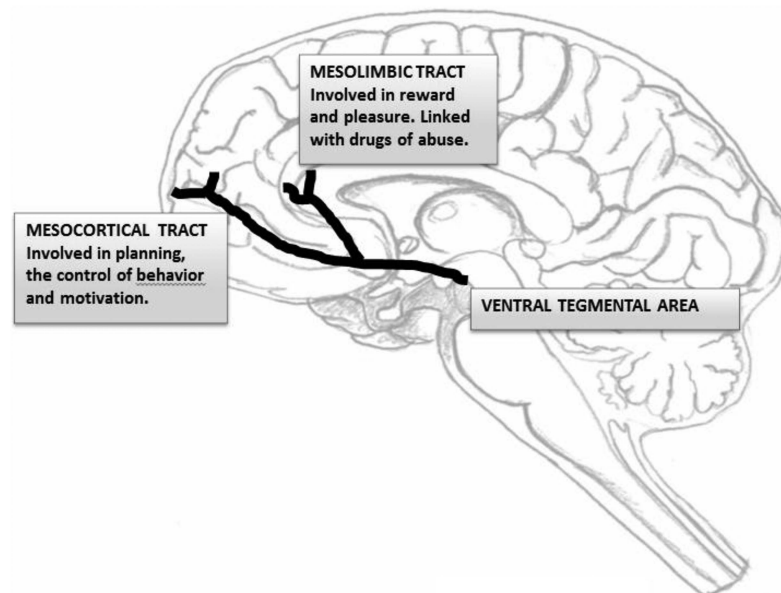 MESOLIMBIC TRACT
Involved in reward
and pleasure. Linked
with drugs of abuse.
MESOCORTICAL TRACT
Involved in planning,
the control of behavior
and motivation.
VENTRAL TEGMENTAL AREA